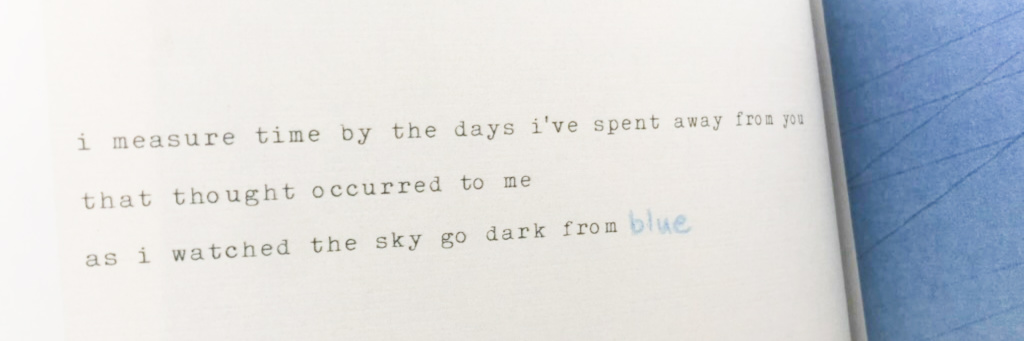 i measure time by the days i've spent away from you
that thought occurred to me
as i watched the sky go dark from blue